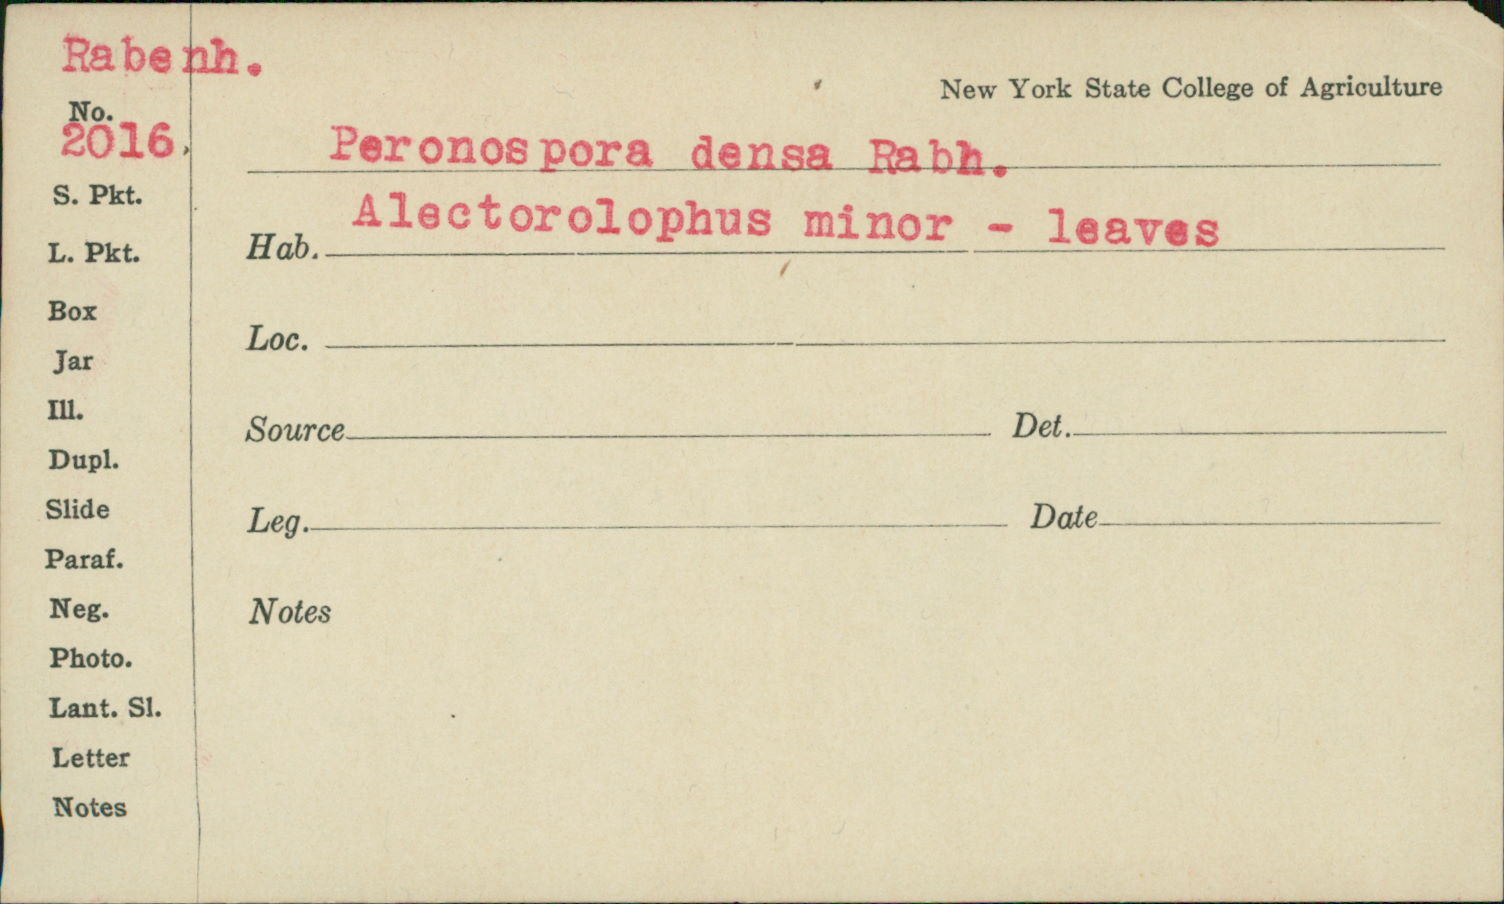 Rabenh.
New York State College of Agriculture
No.
2016.
Peronospora densa Rabh.
S. Pkt.
Alectorolophus minor - leaves
Hab.
L. Pkt.
Box
Loc.
Jar
Ill.
Source Det.
Dupl.
Slide
Leg. Date
Paraf.
Neg.
Notes
Photo.
Lant. Sl.
Letter
Notes